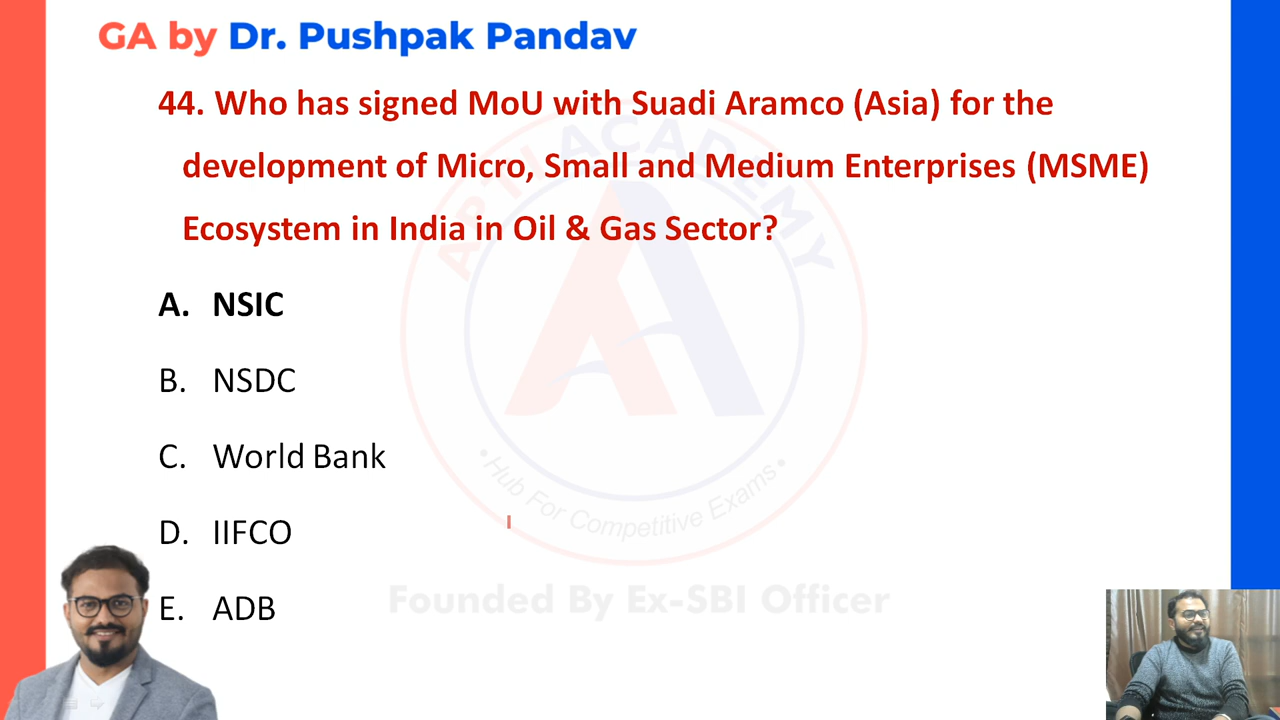 GA by Dr. Pushpak Pandav
44. Who has signed MoU with Suadi Aramco (Asia) for the
development of Micro, Small and Medium Enterprises (MSME)
Ecosystem in India in Oil & Gas Sector?
A. NSIC
B. NSDC
C. World Bank
D. IIFCO
E. ADB
APTI ACADEMY
•Hub For Competitive Exams•
Founded By Ex-SBI Officer